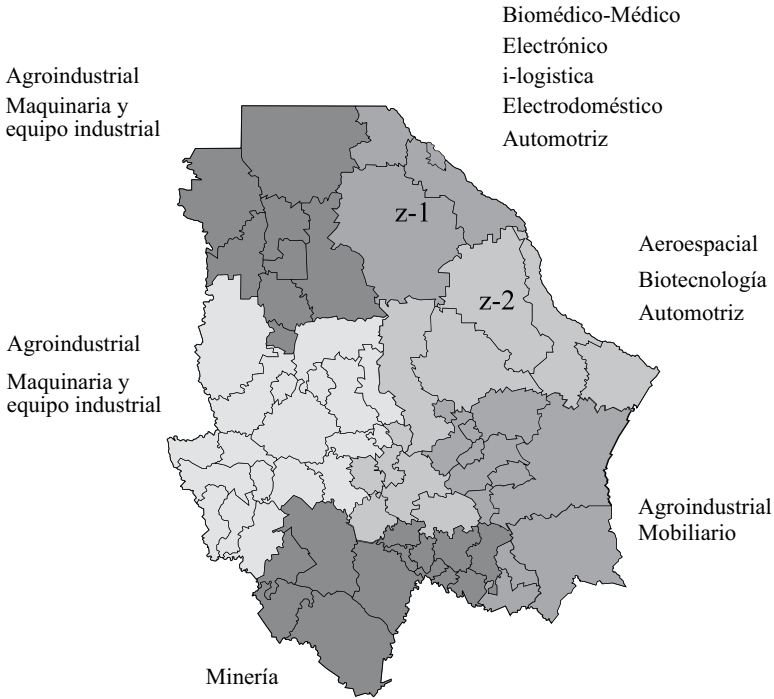 Biomédico-Médico
Electrónico
i-logistica
Electrodoméstico
Automotriz
Agroindustrial
Maquinaria y
equipo industrial
z-1
Aeroespacial
Biotecnología
Automotriz
z-2
Agroindustrial
Maquinaria y
equipo industrial
Agroindustrial
Mobiliario
Minería